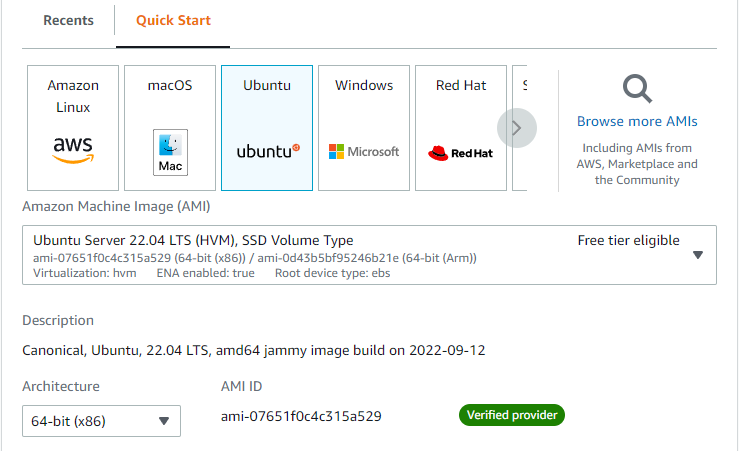 Recents
Quick Start
Amazon Linux
aws
macOS
Mac
Ubuntu
ubuntu
Windows
Microsoft
Red Hat
Red Hat
S
Browse more AMIs
Including AMIs from
AWS, Marketplace and
the Community
Amazon Machine Image (AMI)
Ubuntu Server 22.04 LTS (HVM), SSD Volume Type
Free tier eligible
ami-07651f0c4c315a529 (64-bit (x86)) / ami-0d43b5bf95246b21e (64-bit (Arm))
Virtualization: hvm ENA enabled: true Root device type: ebs
Description
Canonical, Ubuntu, 22.04 LTS, amd64 jammy image build on 2022-09-12
Architecture
AMI ID
64-bit (x86)
ami-07651f0c4c315a529
Verified provider